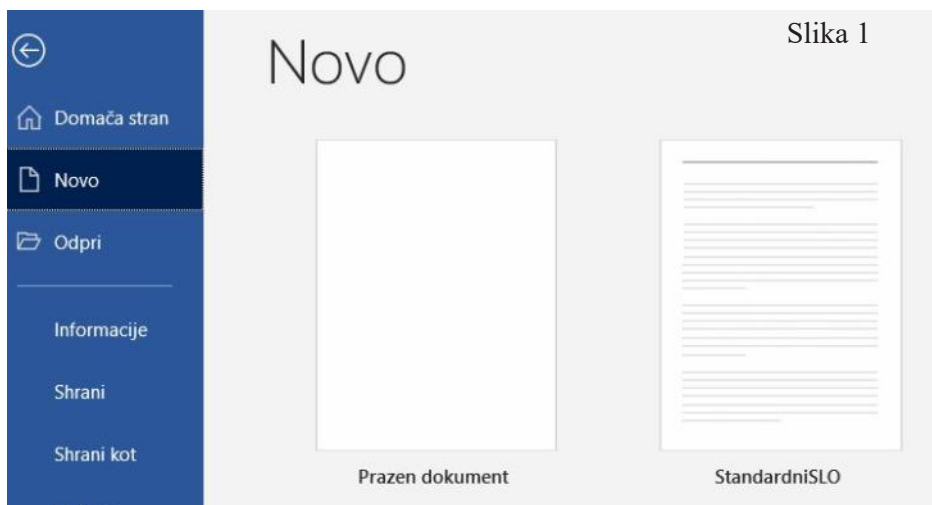 Slika 1
Novo
Domača stran
Novo
Odpri
Informacije
Shrani
Shrani kot
Prazen dokument
StandardniSLO